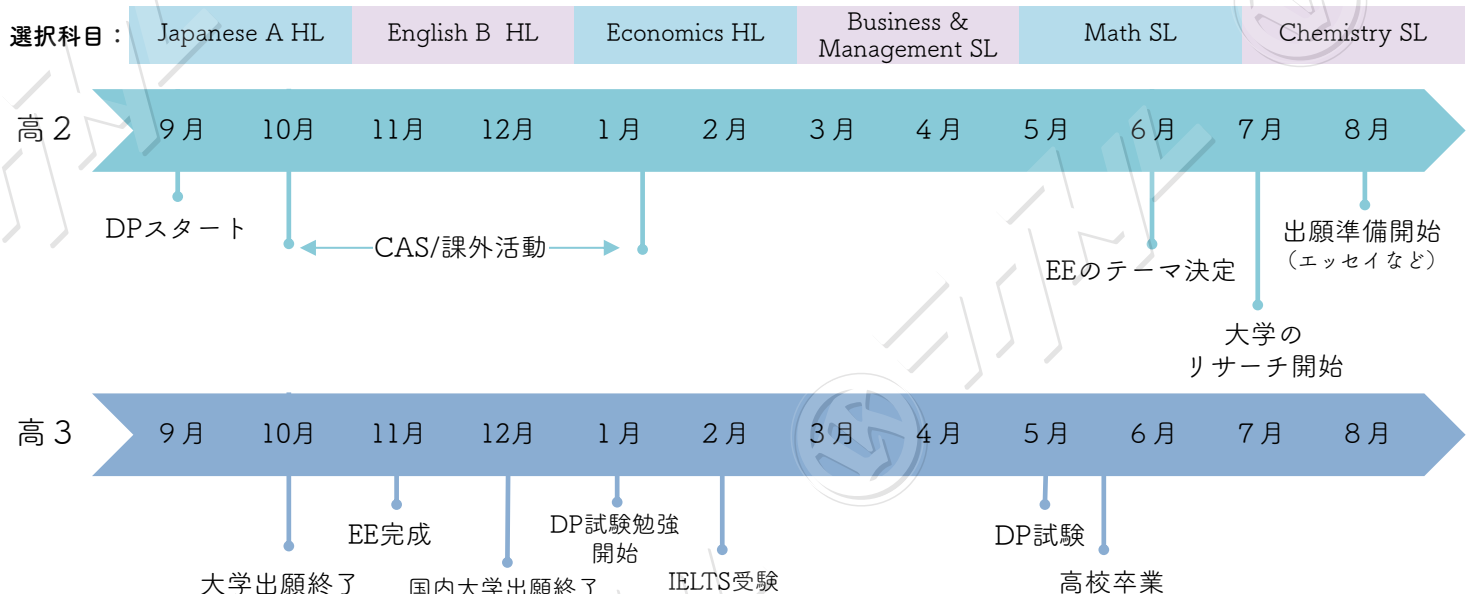 選択科目：
Japanese A HL
English B HL
Economics HL
Business &
Management SL
Math SL
Chemistry SL
高2
9月 10月 11月 12月 1月 2月 3月 4月 5月 6月 7月 8月
DPスタート
CAS/課外活動
EEのテーマ決定
大学の
リサーチ開始
出願準備開始
（エッセイなど）
高3
9月 10月 11月 12月 1月 2月 3月 4月 5月 6月 7月 8月
大学出願終了
EE完成
国内大学出願終了
DP試験勉強
開始
IELTS受験
DP試験
高校卒業